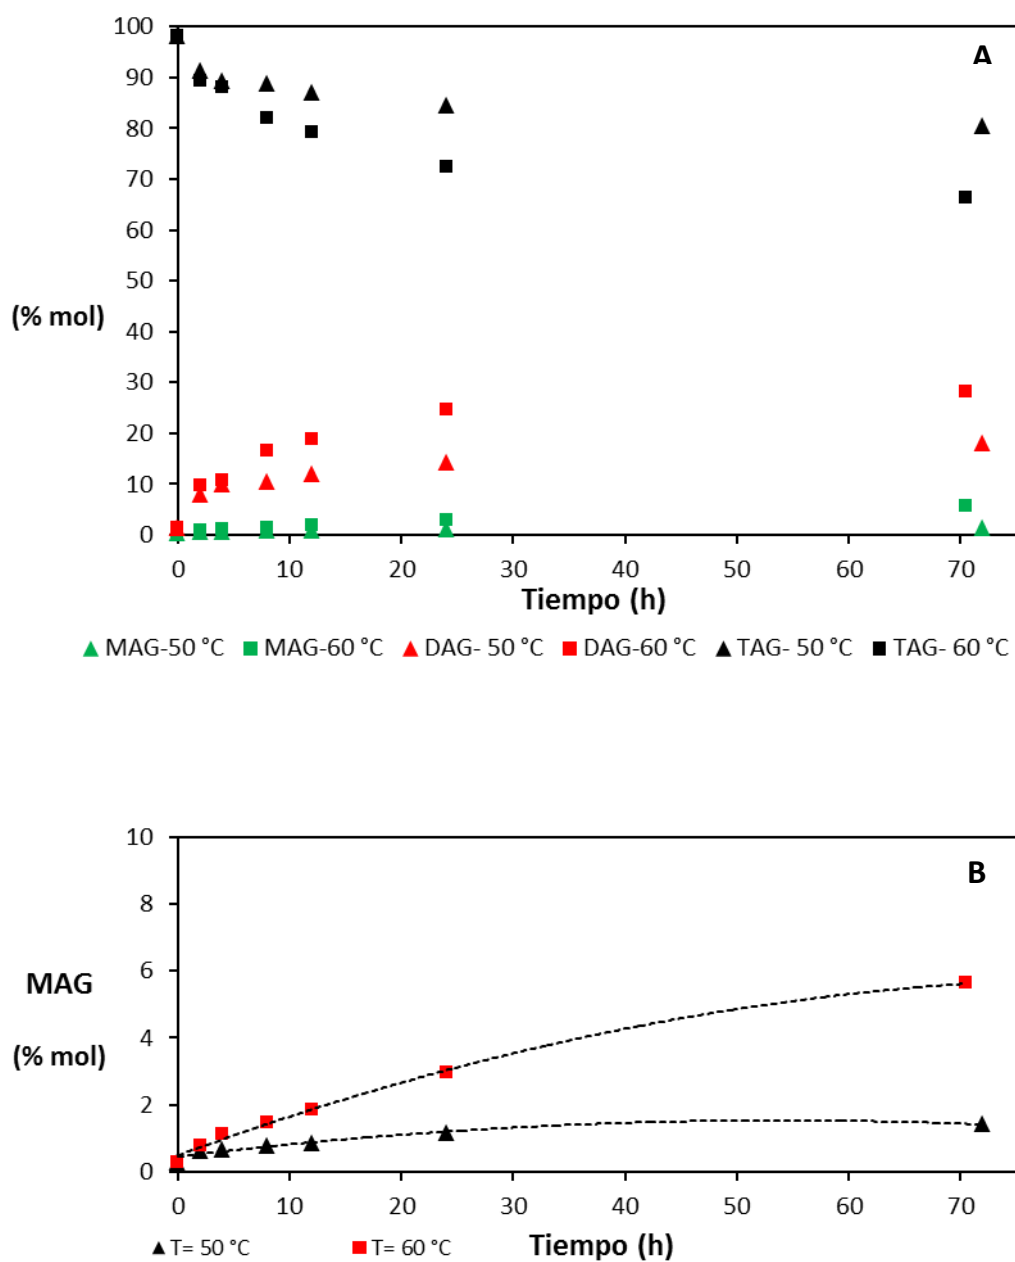 100
A
90
80
70
60
50
(% mol)
40
30
20
10
0
0 10 20 30 40 50 60 70
Tiempo (h)
MAG-50 °C MAG-60 °C DAG- 50 °C DAG-60 °C TAG- 50 °C TAG- 60 °C
10
B
8
6
MAG
4
(% mol)
2
0
0 10 20 30 40 50 60 70
T= 50 °C T= 60 °C Tiempo (h)